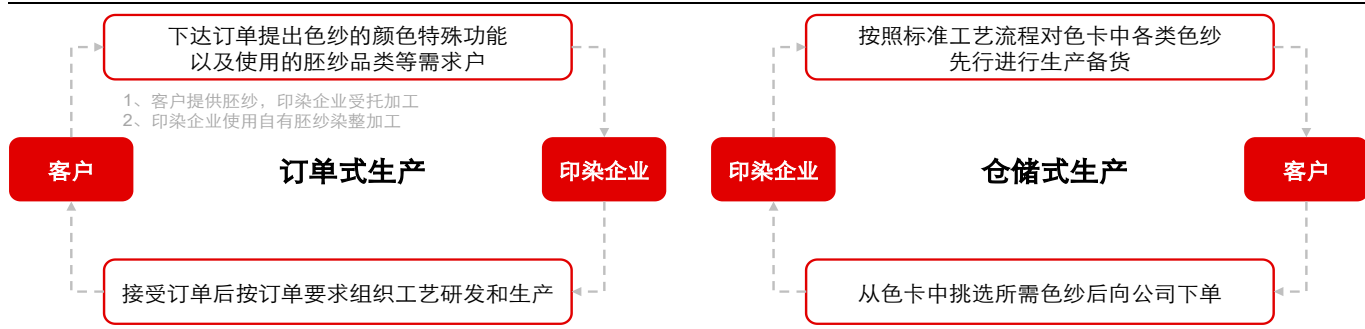 下达订单提出色纱的颜色特殊功能
以及使用的胚纱品类等需求户
1、客户提供胚纱，印染企业受托加工
2、印染企业使用自有胚纱染整加工
客户
订单式生产
印染企业
接受订单后按订单要求组织工艺研发和生产
按照标准工艺流程对色卡中各类色纱
先行进行生产备货
印染企业
仓储式生产
客户
从色卡中挑选所需色纱后向公司下单